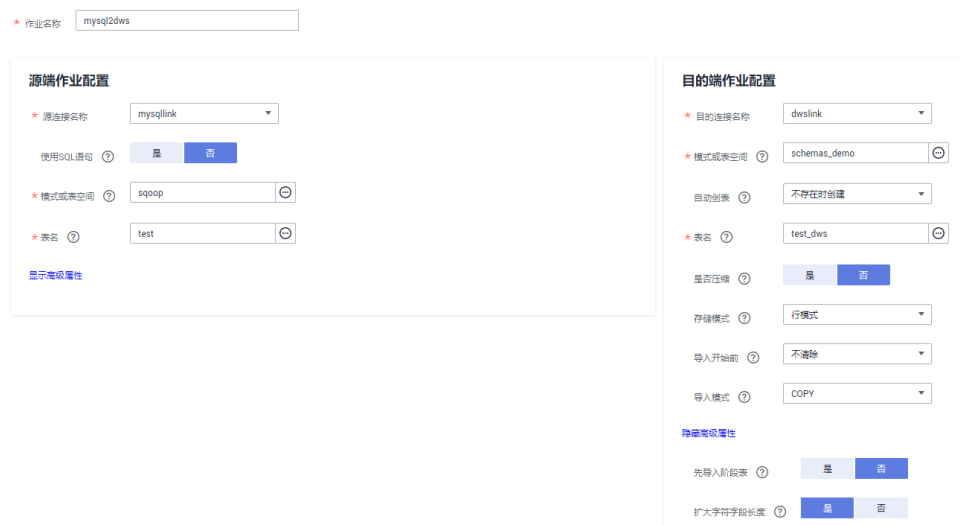 * 作业名称 mysql2dws
源端作业配置
* 源连接名称 mysqllink
使用SQL语句 ? 是 否
* 模式或表空间 ? sqoop
* 表名 ? test
显示高级属性
目的端作业配置
* 目的连接名称 dwslink
* 模式或表空间 ? schemas_demo
自动创表 ? 不存在时创建
* 表名 ? test_dws
是否压缩 ? 是 否
存储模式 ? 行模式
导入开始前 ? 不清除
导入模式 ? COPY
隐藏高级属性
先导入阶段表 ? 是 否
扩大字符字段长度 ? 是 否